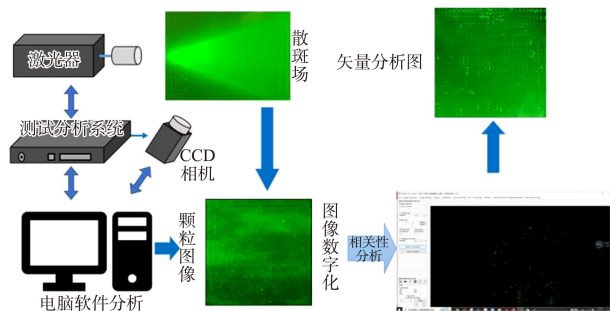 激光器
测试分析系统
CCD
相机
电脑软件分析
散斑场
颗粒图像
图像数字化
相关性
分析
矢量分析图